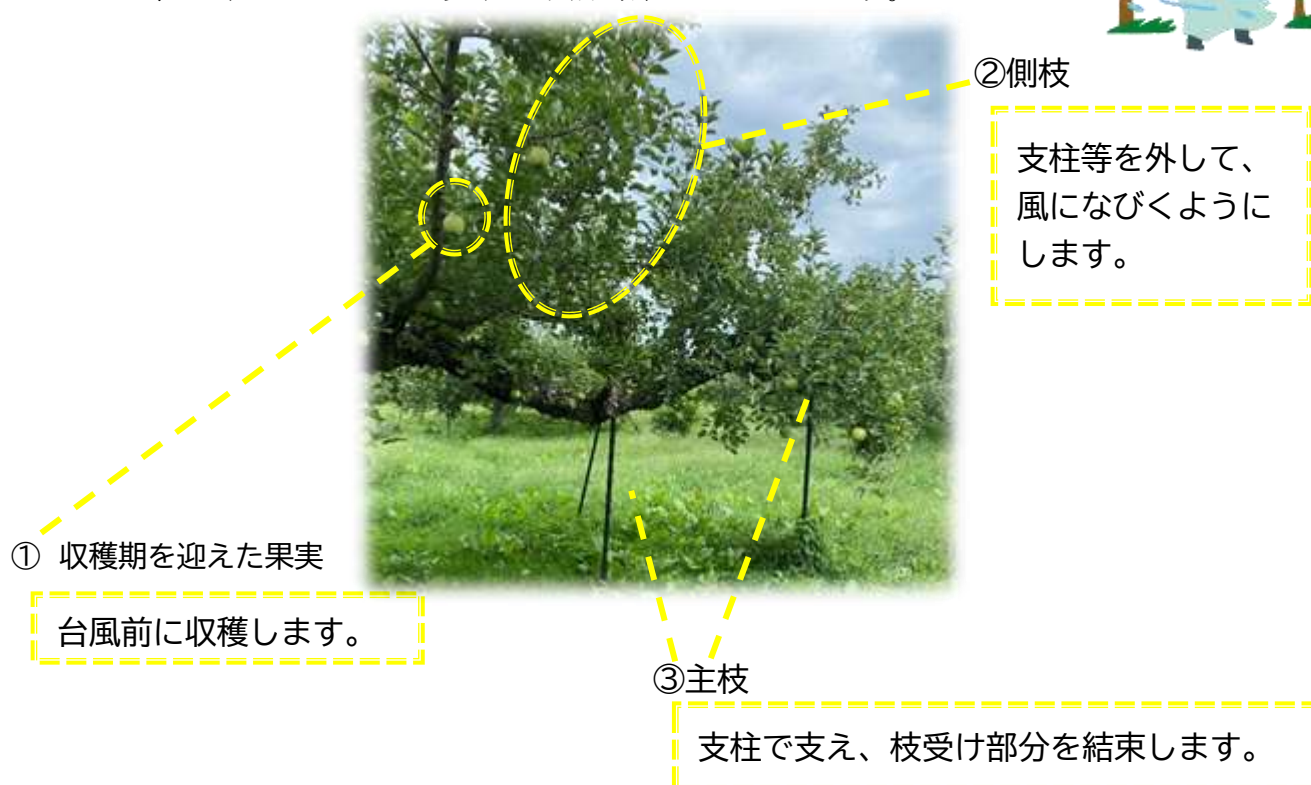 ②側枝
支柱等を外して、
風になびくように
します。
① 収穫期を迎えた果実
台風前に収穫します。
③主枝
支柱で支え、枝受け部分を結束します。